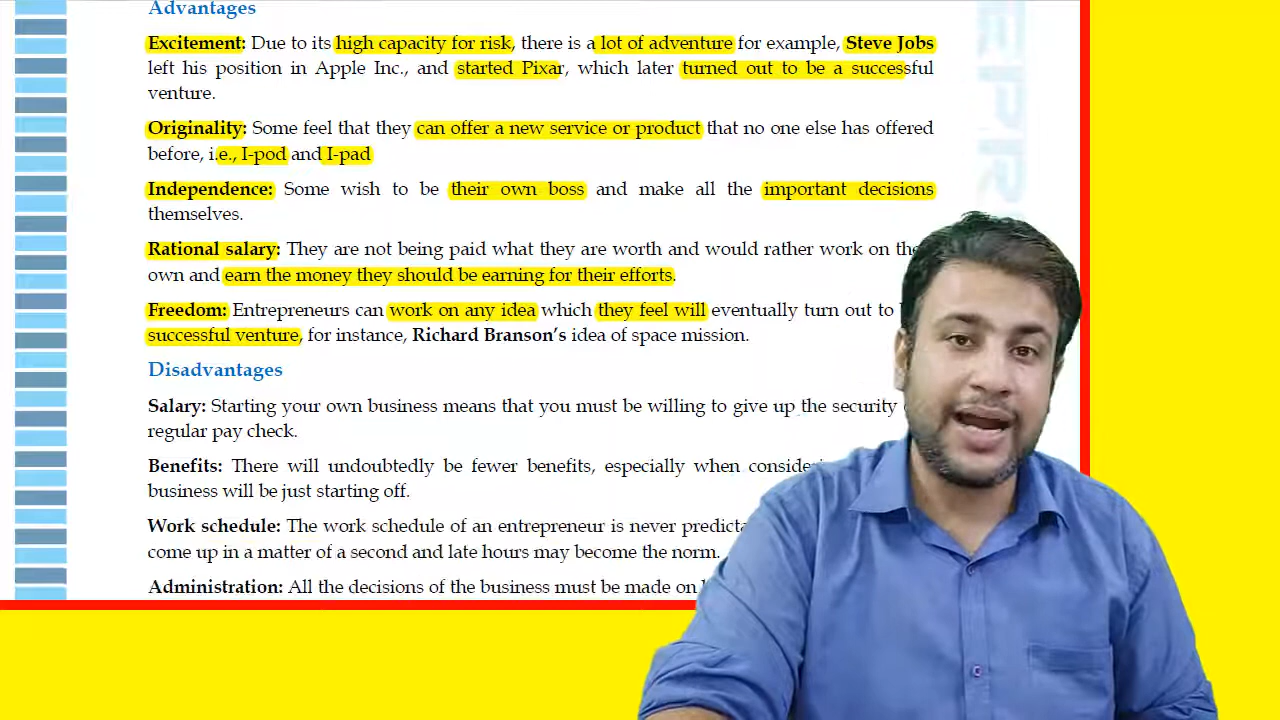 Advantages
Excitement: Due to its high capacity for risk, there is a lot of adventure for example, Steve Jobs
left his position in Apple Inc., and started Pixar, which later turned out to be a successful
venture.
Originality: Some feel that they can offer a new service or product that no one else has offered
before, i.e., I-pod and I-pad
Independence: Some wish to be their own boss and make all the important decisions
themselves.
Rational salary: They are not being paid what they are worth and would rather work on
own and earn the money they should be earning for their efforts.
Freedom: Entrepreneurs can work on any idea which they feel will eventually turn out to
successful venture, for instance, Richard Branson's idea of space mission.
Disadvantages
Salary: Starting your own business means that you must be willing to give up the security
regular pay check.
Benefits: There will undoubtedly be fewer benefits, especially when
business will be just starting off.
Work schedule: The work schedule of an entrepreneur is never
come up in a matter of a second and late hours may become the norm.
Administration: All the decisions of the business must be made on